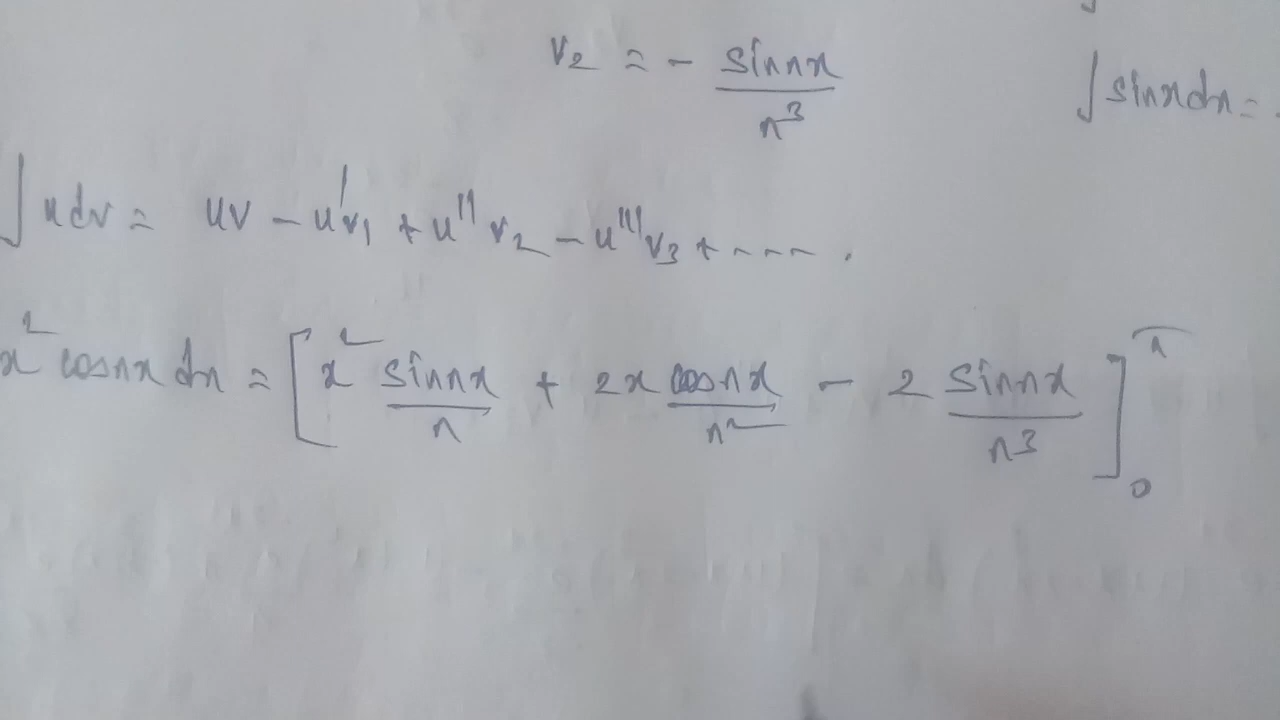 v₂ = - sin nx / n³
∫ sin x dx =
∫ u dv = uv - u'v₁ + u''v₂ - u'''v₃ + ---- .
x² cos nx dx = [ x² sin nx / n + 2x cos nx / n² - 2 sin nx / n³ ]₀^π